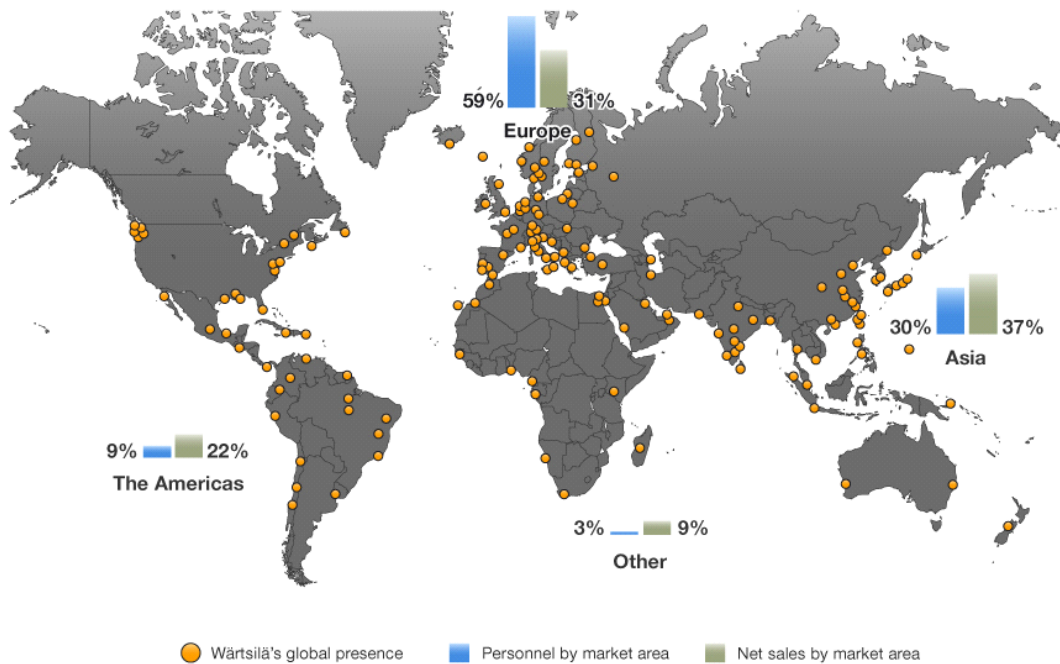 59%
31%
Europe
30%
37%
Asia
9%
22%
The Americas
3%
9%
Other
Wärtsilä's global presence
Personnel by market area
Net sales by market area